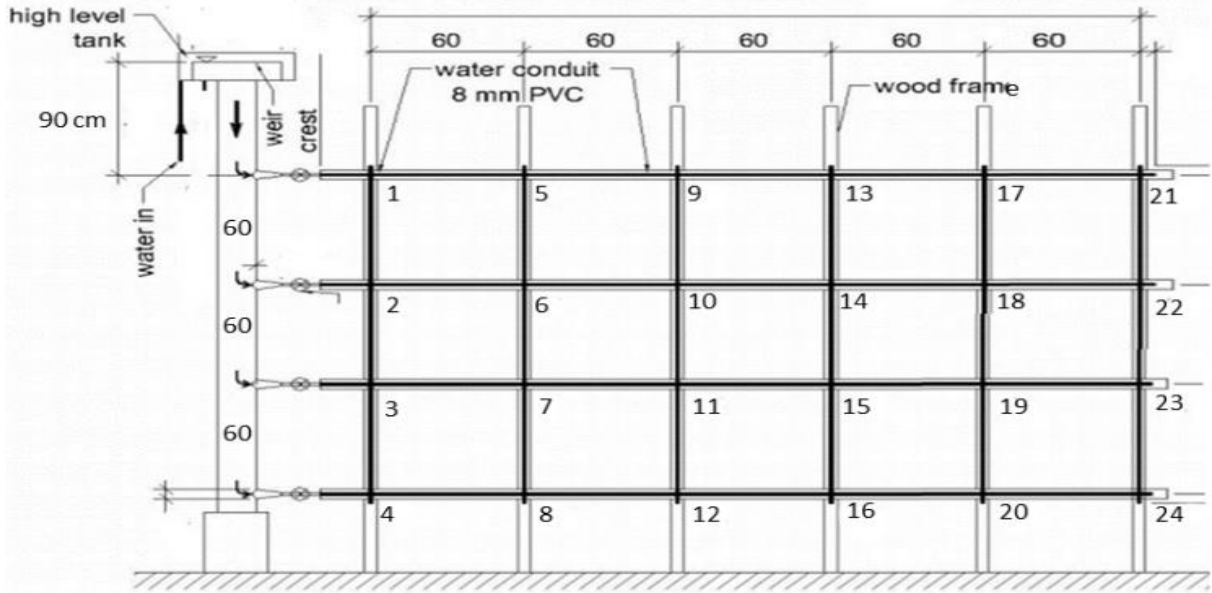 high level
tank
60 60 60 60 60
water conduit
8 mm PVC
wood frame
90 cm
weir
crest
water in
1 5 9 13 17 21
60
2 6 10 14 18 22
60
3 7 11 15 19 23
60
4 8 12 16 20 24